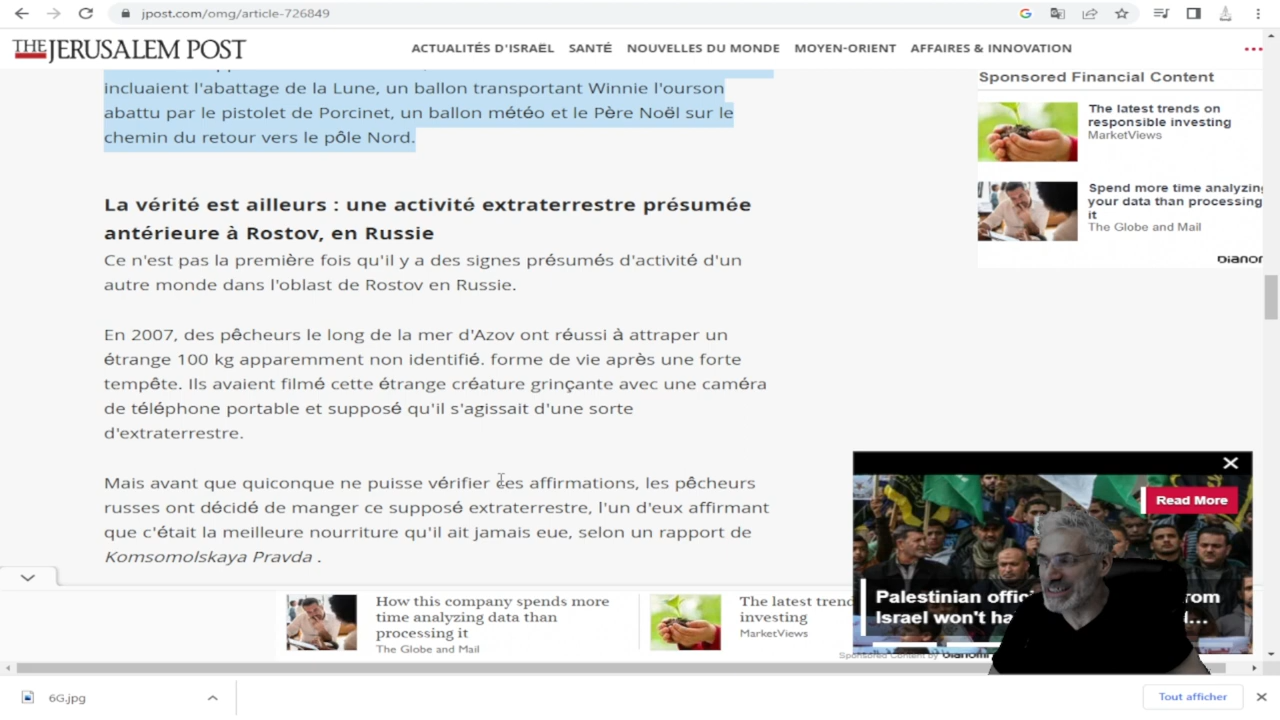 jpost.com/omg/article-726849
THE JERUSALEM POST
ACTUALITÉS D'ISRAËL SANTÉ NOUVELLES DU MONDE MOYEN-ORIENT AFFAIRES & INNOVATION
incluaient l'abattage de la Lune, un ballon transportant Winnie l'ourson
abattu par le pistolet de Porcinet, un ballon météo et le Père Noël sur le
chemin du retour vers le pôle Nord.
La vérité est ailleurs : une activité extraterrestre présumée
antérieure à Rostov, en Russie
Ce n'est pas la première fois qu'il y a des signes présumés d'activité d'un
autre monde dans l'oblast de Rostov en Russie.
En 2007, des pêcheurs le long de la mer d'Azov ont réussi à attraper un
étrange 100 kg apparemment non identifié. forme de vie après une forte
tempête. Ils avaient filmé cette étrange créature grinçante avec une caméra
de téléphone portable et supposé qu'il s'agissait d'une sorte
d'extraterrestre.
Mais avant que quiconque ne puisse vérifier ces affirmations, les pêcheurs
russes ont décidé de manger ce supposé extraterrestre, l'un d'eux affirmant
que c'était la meilleure nourriture qu'il ait jamais eue, selon un rapport de
Komsomolskaya Pravda .
Sponsored Financial Content
The latest trends on
responsible investing
MarketViews
Spend more time analyzing
your data than processing
it
The Globe and Mail
Read More
Palestinian
Israel won't
How this company spends more
time analyzing data than
processing it
The Globe and Mail
The latest
investing
MarketViews
Sponsored Content by
6G.jpg
Tout afficher